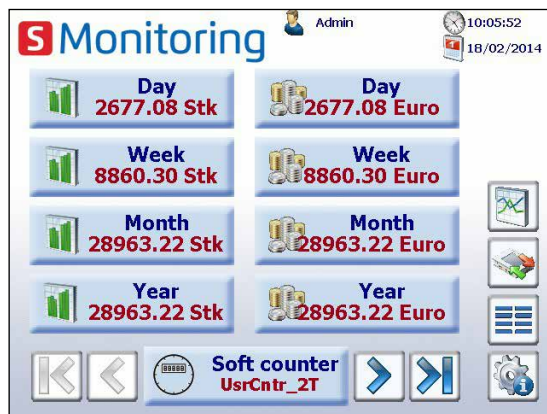 S Monitoring
Admin
10:05:52
18/02/2014
Day
2677.08 Stk
Day
2677.08 Euro
Week
8860.30 Stk
Week
8860.30 Euro
Month
28963.22 Stk
Month
28963.22 Euro
Year
28963.22 Stk
Year
28963.22 Euro
Soft counter
UsrCntr_2T